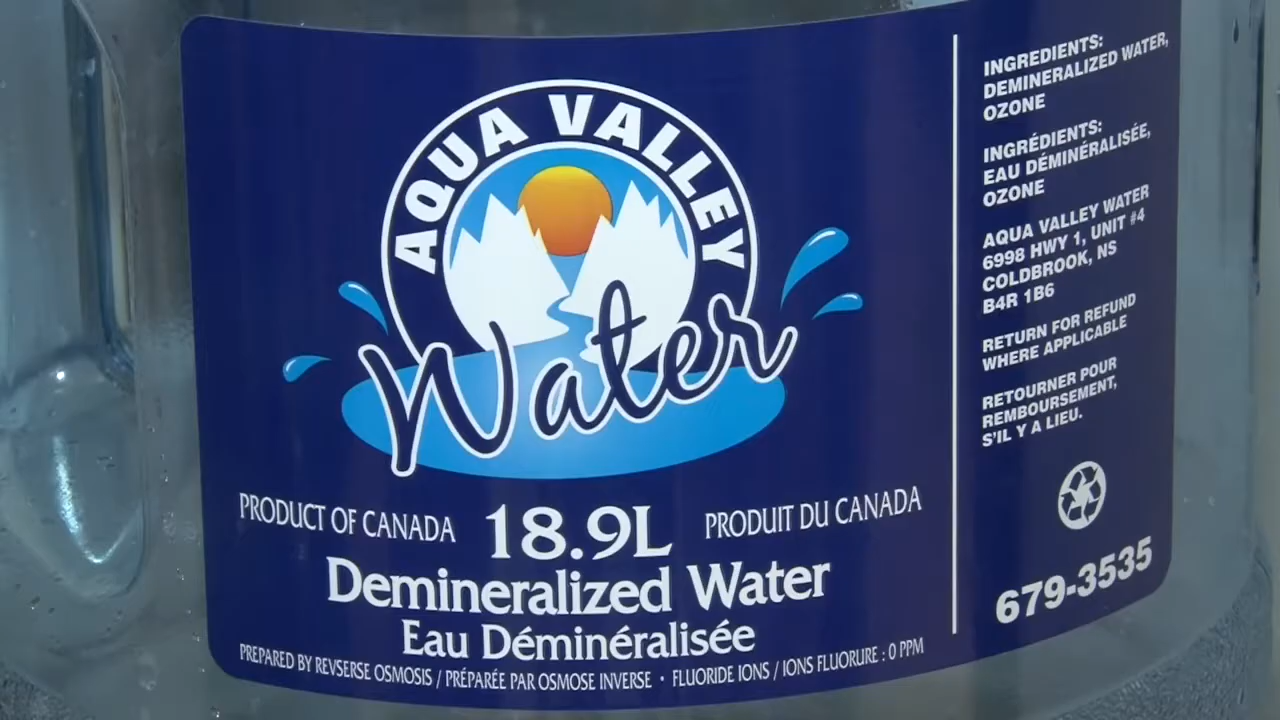 AQUA VALLEY
Water
PRODUCT OF CANADA 18.9L PRODUIT DU CANADA
Demineralized Water
Eau Déminéralisée
PREPARED BY REVSERSE OSMOSIS / PRÉPARÉE PAR OSMOSE INVERSE • FLUORIDE IONS / IONS FLUORURE : 0 PPM
INGREDIENTS:
DEMINERALIZED WATER,
OZONE
INGRÉDIENTS:
EAU DÉMINÉRALISÉE,
OZONE
AQUA VALLEY WATER
6998 HWY 1, UNIT #4
COLDBROOK, NS
B4R 1B6
RETURN FOR REFUND
WHERE APPLICABLE
RETOURNER POUR
REMBOURSEMENT,
S'IL Y A LIEU.
679-3535